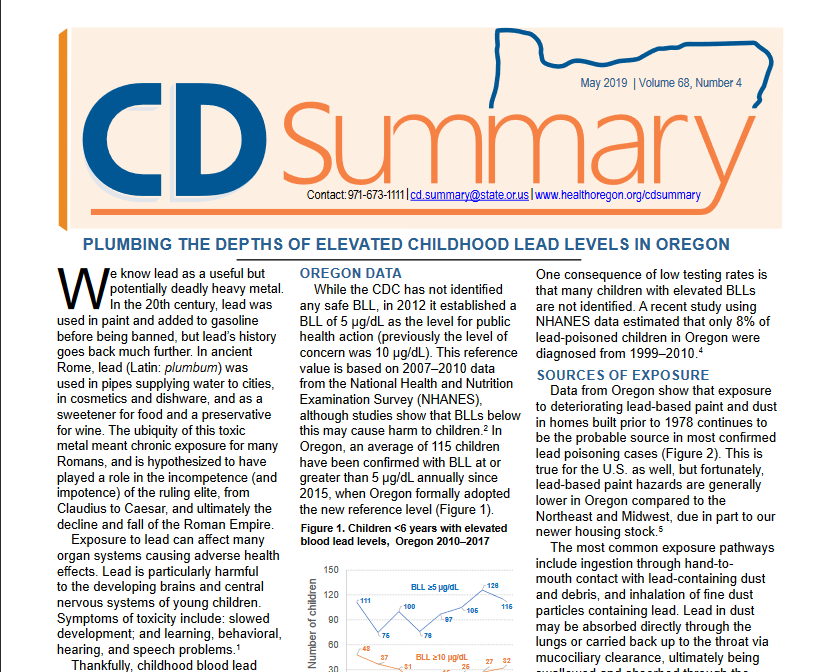 May 2019 | Volume 68, Number 4
CD Summary
Contact: 971-673-1111 | cd.summary@state.or.us | www.healthoregon.org/cdsummary
PLUMBING THE DEPTHS OF ELEVATED CHILDHOOD LEAD LEVELS IN OREGON
We know lead as a useful but
potentially deadly heavy metal.
In the 20th century, lead was
used in paint and added to gasoline
before being banned, but lead's history
goes back much further. In ancient
Rome, lead (Latin: plumbum) was
used in pipes supplying water to cities,
in cosmetics and dishware, and as a
sweetener for food and a preservative
for wine. The ubiquity of this toxic
metal meant chronic exposure for many
Romans, and is hypothesized to have
played a role in the incompetence (and
impotence) of the ruling elite, from
Claudius to Caesar, and ultimately the
decline and fall of the Roman Empire.
Exposure to lead can affect many
organ systems causing adverse health
effects. Lead is particularly harmful
to the developing brains and central
nervous systems of young children.
Symptoms of toxicity include: slowed
development; and learning, behavioral,
hearing, and speech problems.¹
Thankfully, childhood blood lead
OREGON DATA
While the CDC has not identified
any safe BLL, in 2012 it established a
BLL of 5 µg/dL as the level for public
health action (previously the level of
concern was 10 µg/dL). This reference
value is based on 2007–2010 data
from the National Health and Nutrition
Examination Survey (NHANES),
although studies show that BLLs below
this may cause harm to children.² In
Oregon, an average of 115 children
have been confirmed with BLL at or
greater than 5 µg/dL annually since
2015, when Oregon formally adopted
the new reference level (Figure 1).
Figure 1. Children <6 years with elevated
blood lead levels, Oregon 2010–2017
Number of children
150
120
90
60
30
BLL ≥5 µg/dL
111
75
100
76
97
105
126
116
BLL ≥10 µg/dL
48
37
31
26
27
32
One consequence of low testing rates is
that many children with elevated BLLs
are not identified. A recent study using
NHANES data estimated that only 8% of
lead-poisoned children in Oregon were
diagnosed from 1999–2010.⁴
SOURCES OF EXPOSURE
Data from Oregon show that exposure
to deteriorating lead-based paint and dust
in homes built prior to 1978 continues to
be the probable source in most confirmed
lead poisoning cases (Figure 2). This is
true for the U.S. as well, but fortunately,
lead-based paint hazards are generally
lower in Oregon compared to the
Northeast and Midwest, due in part to our
newer housing stock.⁵
The most common exposure pathways
include ingestion through hand-to-
mouth contact with lead-containing dust
and debris, and inhalation of fine dust
particles containing lead. Lead in dust
may be absorbed directly through the
lungs or carried back up to the throat via
mucociliary clearance, ultimately being
swallowed and absorbed through the